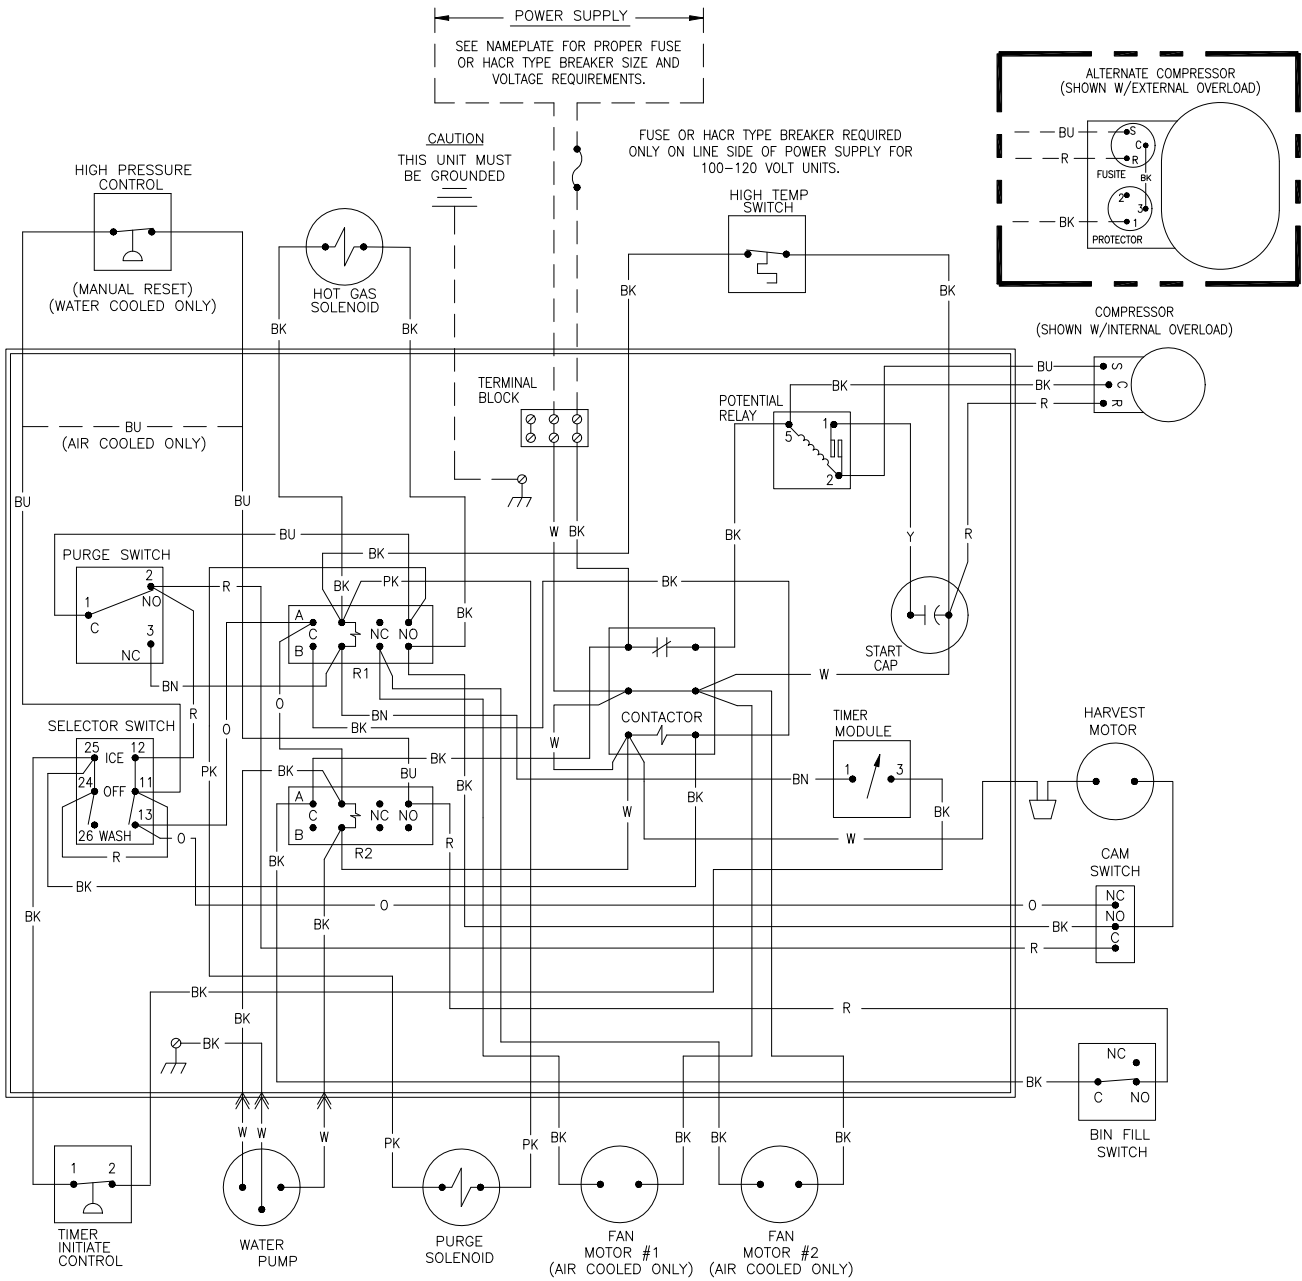 POWER SUPPLY
SEE NAMEPLATE FOR PROPER FUSE
OR HACR TYPE BREAKER SIZE AND
VOLTAGE REQUIREMENTS.
ALTERNATE COMPRESSOR
(SHOWN W/EXTERNAL OVERLOAD)
BU
S
C
R
R
FUSITE
BK
2
3
BK
1
PROTECTOR
CAUTION
THIS UNIT MUST
BE GROUNDED
FUSE OR HACR TYPE BREAKER REQUIRED
ONLY ON LINE SIDE OF POWER SUPPLY FOR
100-120 VOLT UNITS.
HIGH PRESSURE
CONTROL
HIGH TEMP
SWITCH
(MANUAL RESET)
(WATER COOLED ONLY)
HOT GAS
SOLENOID
BK
BK
BK
BK
COMPRESSOR
(SHOWN W/INTERNAL OVERLOAD)
BU
S
BK
BK
C
R
R
TERMINAL
BLOCK
POTENTIAL
RELAY
1
5
2
BU
(AIR COOLED ONLY)
BU
BU
BU
W
BK
BK
Y
R
BK
PURGE SWITCH
2
NO
1
C
3
NC
R
BK
PK
BK
BK
A
C
B
NC
NO
R1
START
CAP
BN
W
O
R
O
BN
BK
W
CONTACTOR
TIMER
MODULE
HARVEST
MOTOR
SELECTOR SWITCH
25
ICE
12
24
OFF
11
13
26 WASH
PK
BK
BK
BU
BK
BK
BN
1
3
BK
A
C
B
NC
NO
R2
R
W
W
O
R
BK
BK
CAM
SWITCH
NC
NO
C
BK
O
O
BK
R
BK
BK
BK
BK
R
BK
NC
C
NO
BIN FILL
SWITCH
W
W
W
PK
PK
BK
BK
BK
BK
1
2
TIMER
INITIATE
CONTROL
WATER
PUMP
PURGE
SOLENOID
FAN
MOTOR #1
(AIR COOLED ONLY)
FAN
MOTOR #2
(AIR COOLED ONLY)